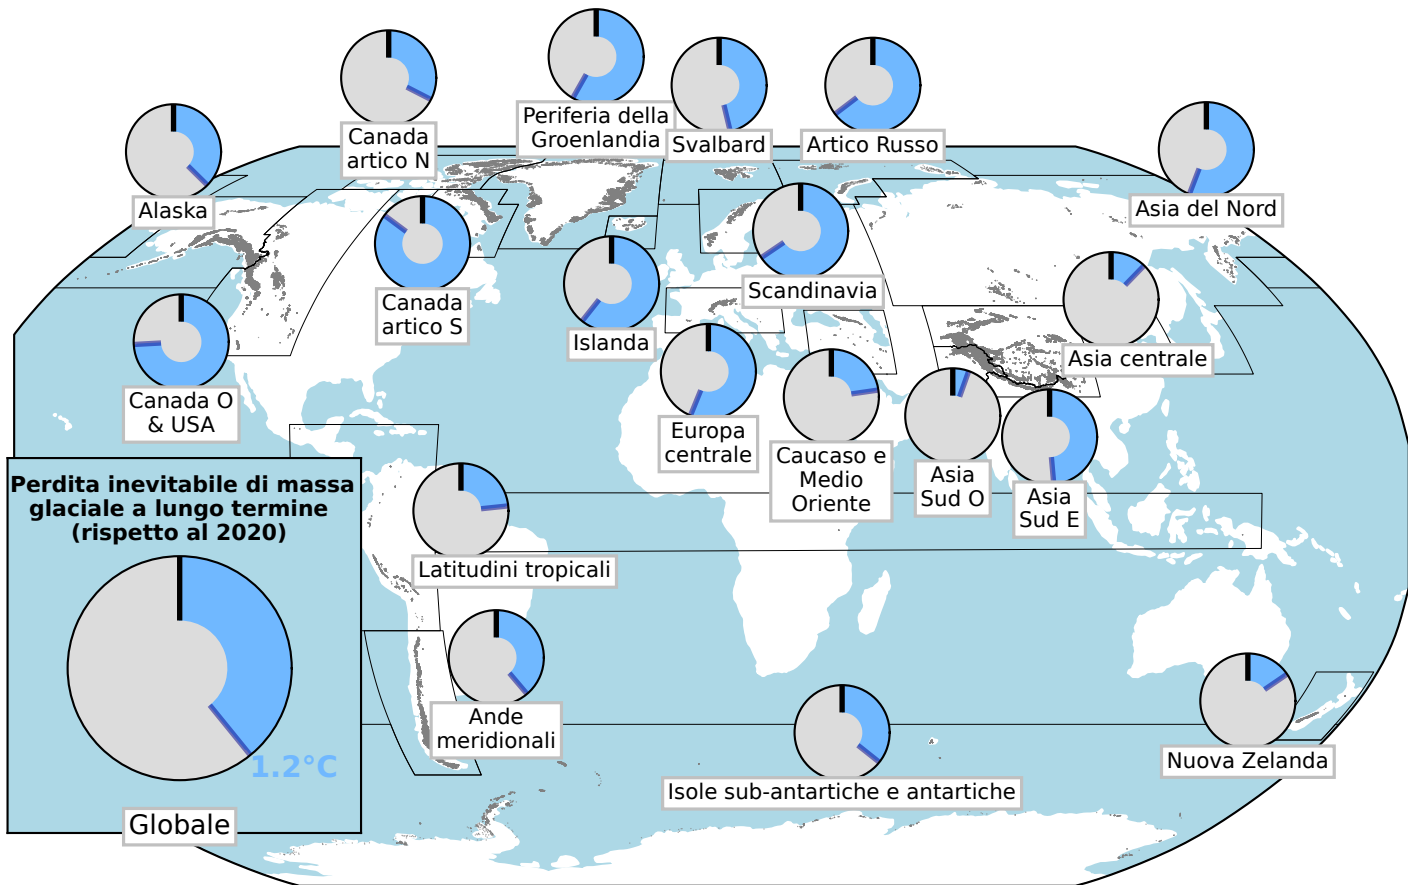 Periferia della
Groenlandia
Canada
artico N
Svalbard
Artico Russo
Alaska
Asia del Nord
Canada
artico S
Scandinavia
Islanda
Asia centrale
Canada O
& USA
Europa
centrale
Caucaso e
Medio
Oriente
Asia
Sud O
Asia
Sud E
Perdita inevitabile di massa
glaciale a lungo termine
(rispetto al 2020)
1.2°C
Globale
Latitudini tropicali
Ande
meridionali
Isole sub-antartiche e antartiche
Nuova Zelanda